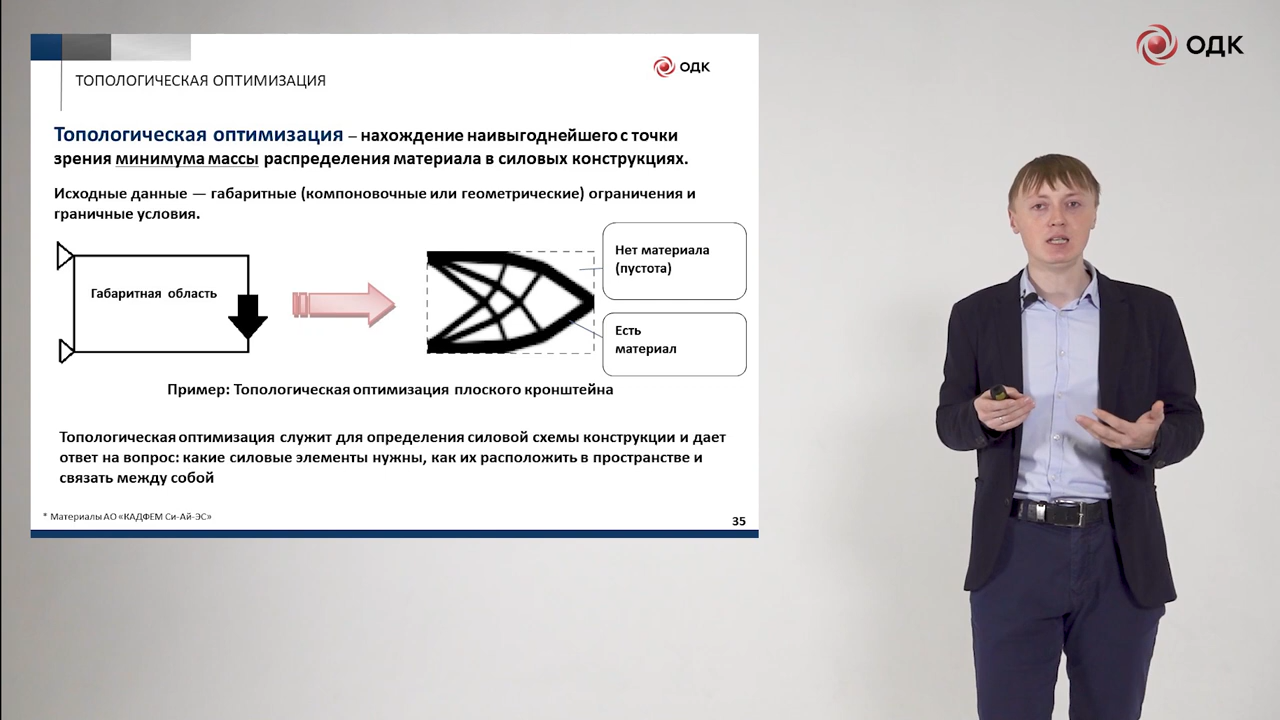 ОДК
ТОПОЛОГИЧЕСКАЯ ОПТИМИЗАЦИЯ
ОДК
Топологическая оптимизация – нахождение наивыгоднейшего с точки
зрения минимума массы распределения материала в силовых конструкциях.
Исходные данные — габаритные (компоновочные или геометрические) ограничения и
граничные условия.
Габаритная область
Нет материала
(пустота)
Есть
материал
Пример: Топологическая оптимизация плоского кронштейна
Топологическая оптимизация служит для определения силовой схемы конструкции и дает
ответ на вопрос: какие силовые элементы нужны, как их расположить в пространстве и
связать между собой
* Материалы АО «КАДФЕМ Си-Ай-ЭС»
35